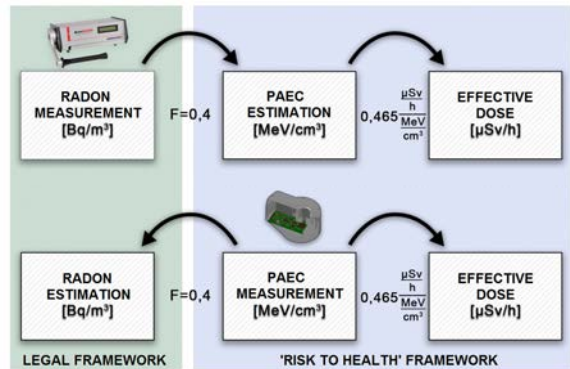 RADON
MEASUREMENT
[Bq/m³]
F=0,4
PAEC
ESTIMATION
[MeV/cm³]
0,465
µSv
h
MeV
cm³
EFFECTIVE
DOSE
[µSv/h]
RADON
ESTIMATION
[Bq/m³]
F=0,4
PAEC
MEASUREMENT
[MeV/cm³]
0,465
µSv
h
MeV
cm³
EFFECTIVE
DOSE
[µSv/h]
LEGAL FRAMEWORK
'RISK TO HEALTH' FRAMEWORK